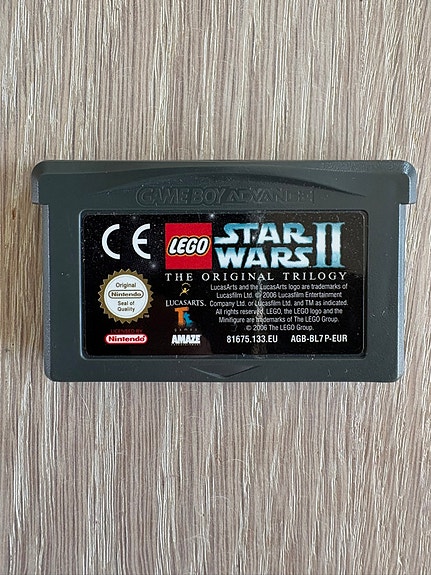 GAME BOY ADVANCE
CE
LEGO
STAR
WARS II
THE ORIGINAL TRILOGY
Original
Nintendo
Seal of
Quality
LICENSED BY
Nintendo
LUCASARTS.
T
games
AMAZE
LucasArts and the LucasArts logo are trademarks of
Lucasfilm Ltd. © 2006 Lucasfilm Entertainment
Company Ltd. or Lucasfilm Ltd. and TM as indicated.
All rights reserved. LEGO, the LEGO logo and the
Minifigure are trademarks of The LEGO Group.
© 2006 The LEGO Group.
81675.133.EU AGB-BL7P-EUR